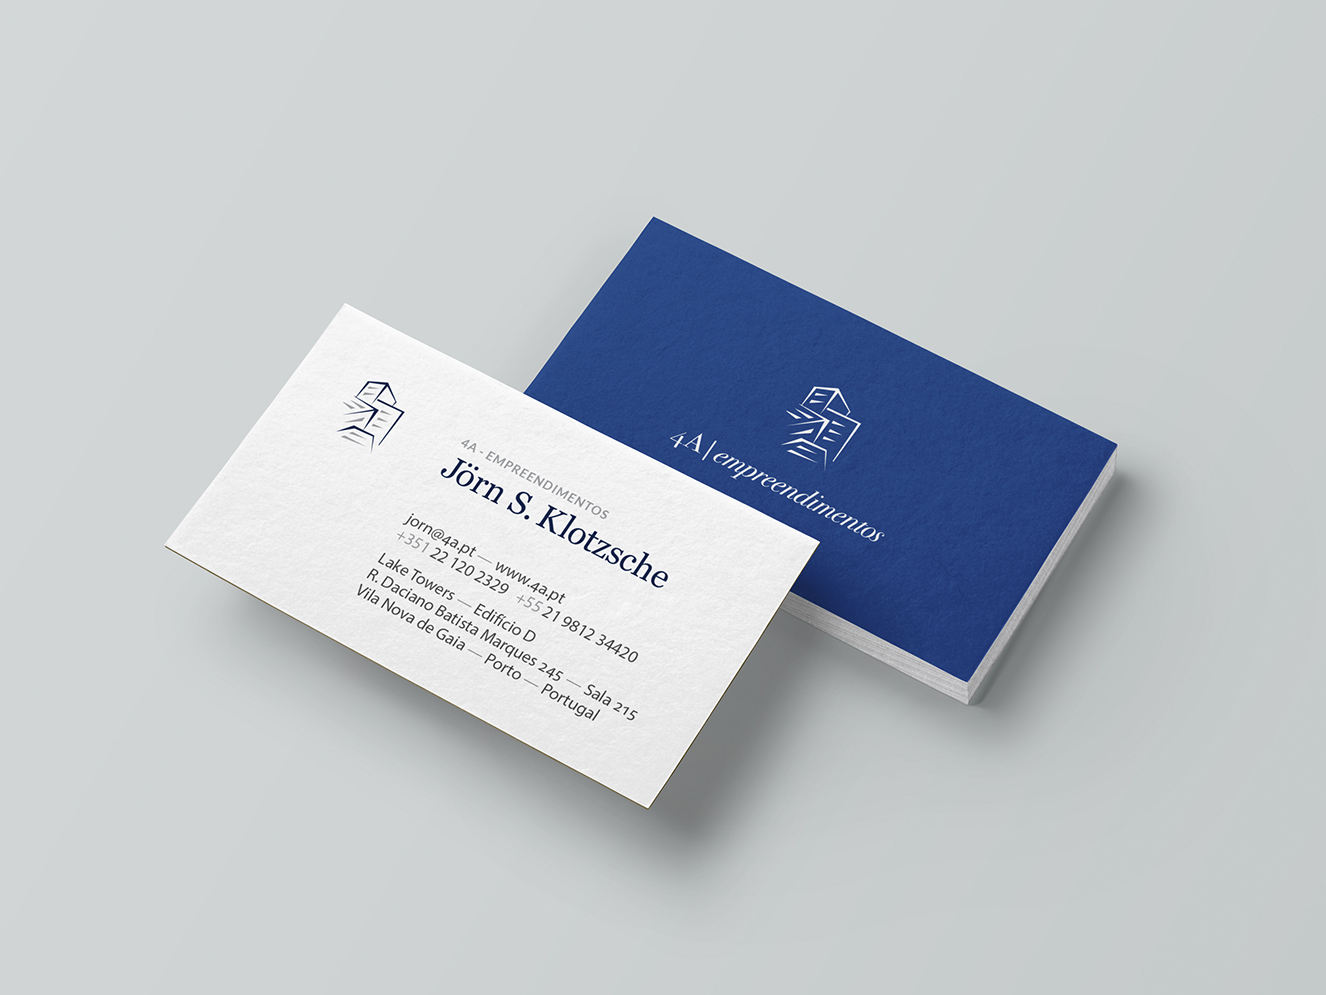 4A - EMPREENDIMENTOS
Jörn S. Klotzsche
jorn@4a.pt — www.4a.pt
+351 22 120 2329 +55 21 9812 34420
Lake Towers — Edifício D
R. Daciano Batista Marques 245 — Sala 215
Vila Nova de Gaia — Porto — Portugal
4A|empreendimentos